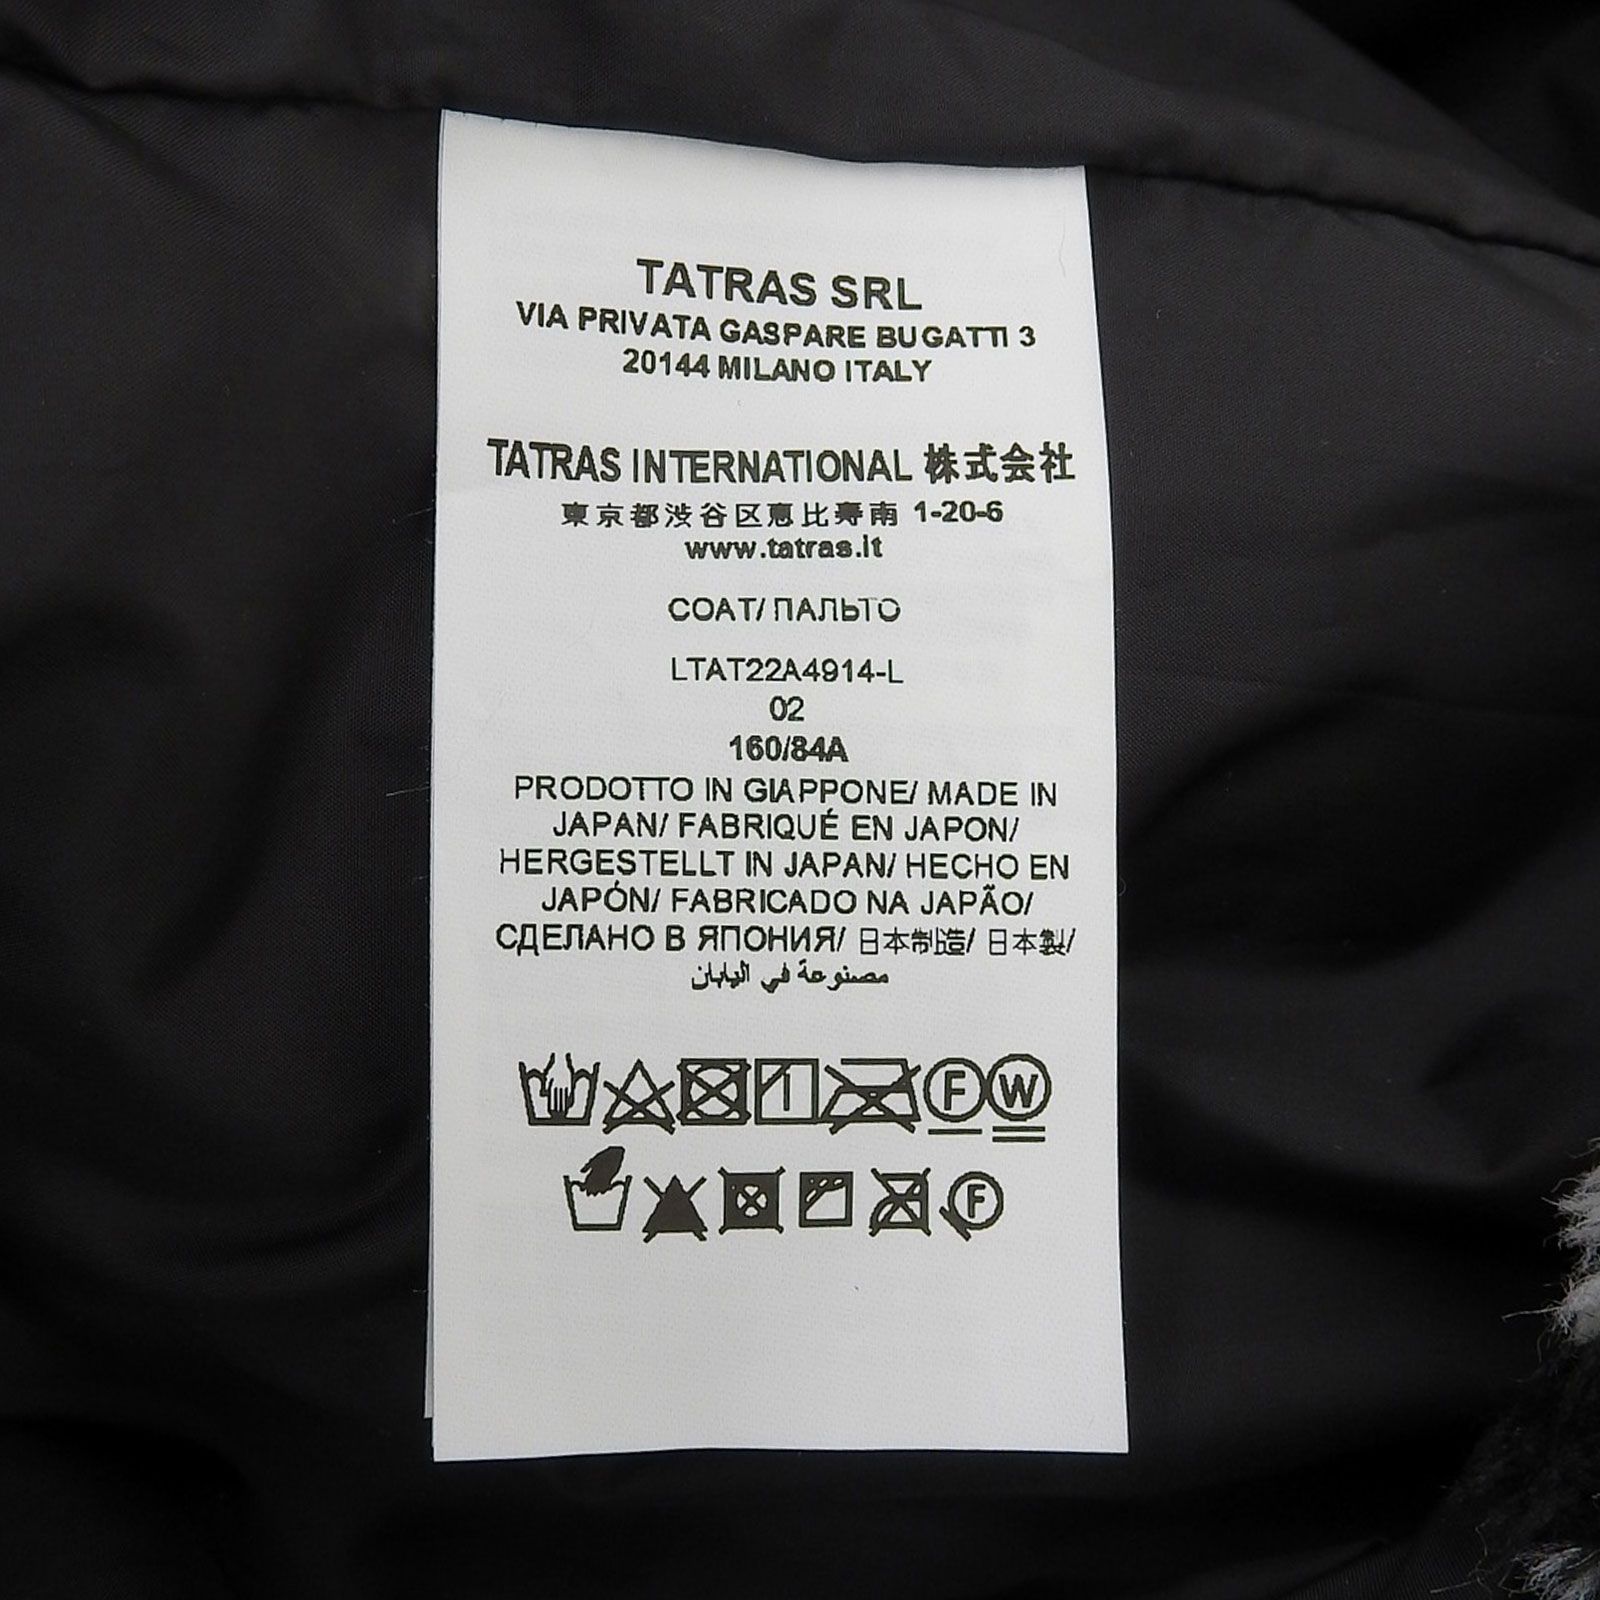 TATRAS SRL
VIA PRIVATA GASPARE BUGATTI 3
20144 MILANO ITALY
TATRAS INTERNATIONAL 株式会社
東京都渋谷区恵比寿南 1-20-6
www.tatras.it
COAT/ ПАЛЬТО
LTAT22A4914-L
02
160/84A
PRODOTTO IN GIAPPONE/ MADE IN
JAPAN/ FABRIQUÉ EN JAPON/
HERGESTELLT IN JAPAN/ HECHO EN
JAPÓN/ FABRICADO NA JAPÃO/
СДЕЛАНО В ЯПОНИЯ/ 日本制造/ 日本製/
مصنوعة في اليابان
F W
F